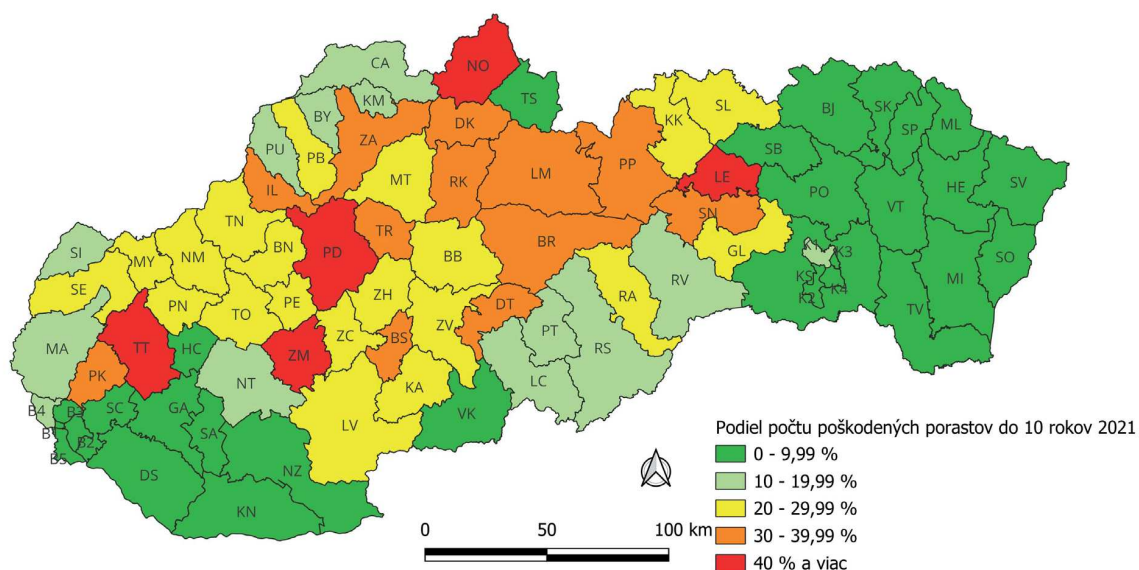 NO
CA
TS
KM
BY
DK
ZA
PU
PB
MT
RK
LM
PP
KK
SL
BJ
SK
SP
ML
SB
LE
PO
HE
SV
VT
IL
TR
SN
BR
TN
BN
PD
BB
GL
K1
K3
KS
K2
K4
MI
SO
TV
SI
MY
NM
SE
PN
TO
PE
ZH
RA
RV
ZV
DT
ZC
BS
PT
RS
LC
MA
TT
HC
ZM
NT
PK
KA
VK
LV
B4
B3
SC
GA
SA
B1
B2
B5
DS
NZ
KN
Podiel počtu poškodených porastov do 10 rokov 2021
0 - 9,99 %
10 - 19,99 %
20 - 29,99 %
30 - 39,99 %
40 % a viac
0 50 100 km